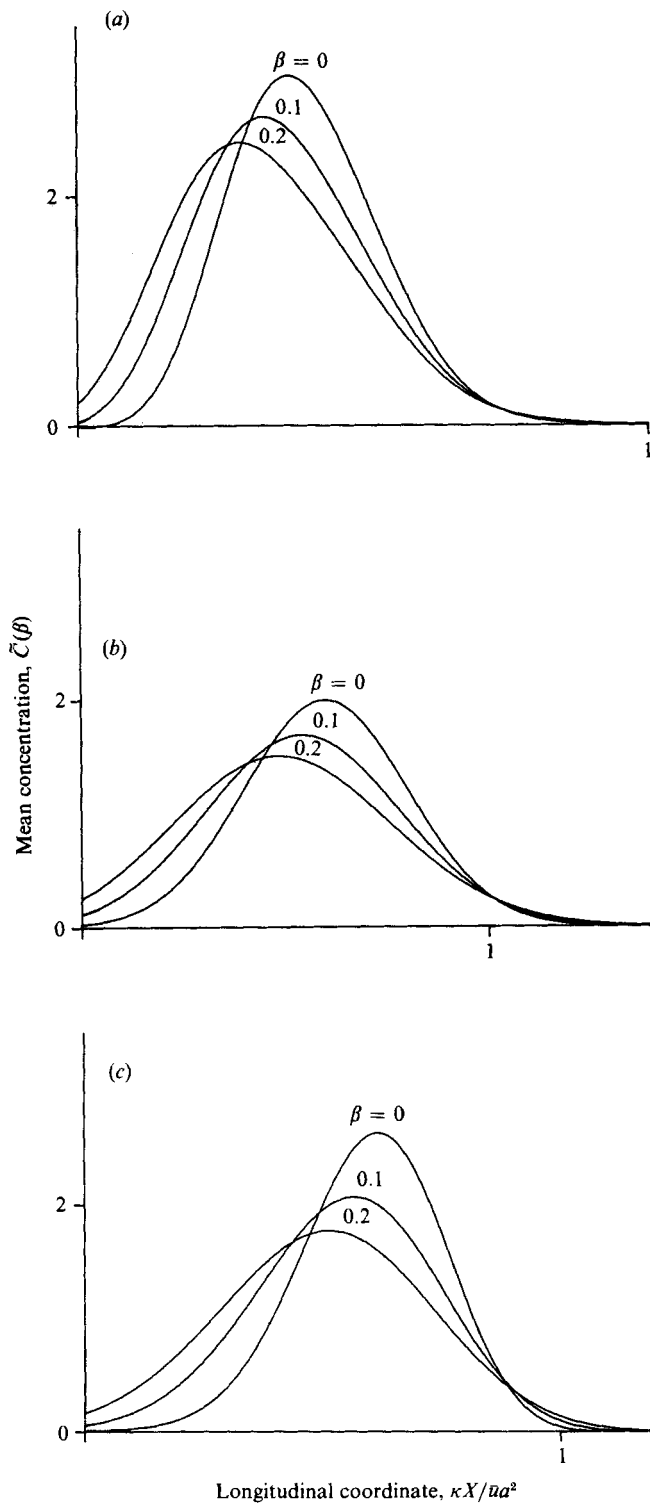 (a)
β = 0
0.1
0.2
2
0
1
(b)
β = 0
0.1
0.2
2
0
1
Mean concentration, C̃(β)
(c)
β = 0
0.1
0.2
2
0
1
Longitudinal coordinate, κX/ūa²